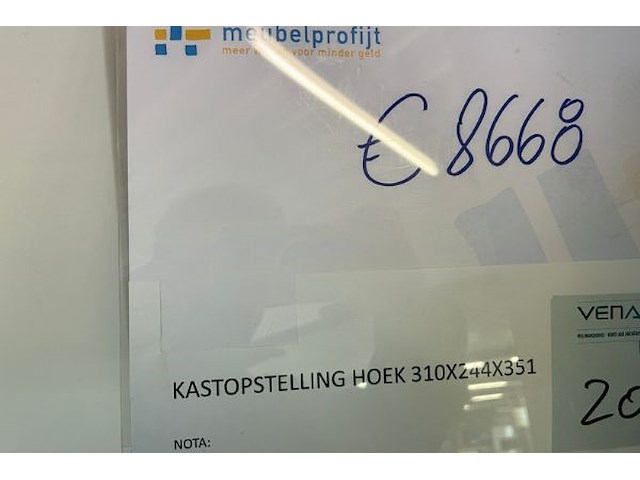 meubelprofijt
meer voor minder geld
€ 8668
KASTOPSTELLING HOEK 310X244X351
VENA
20
NOTA: